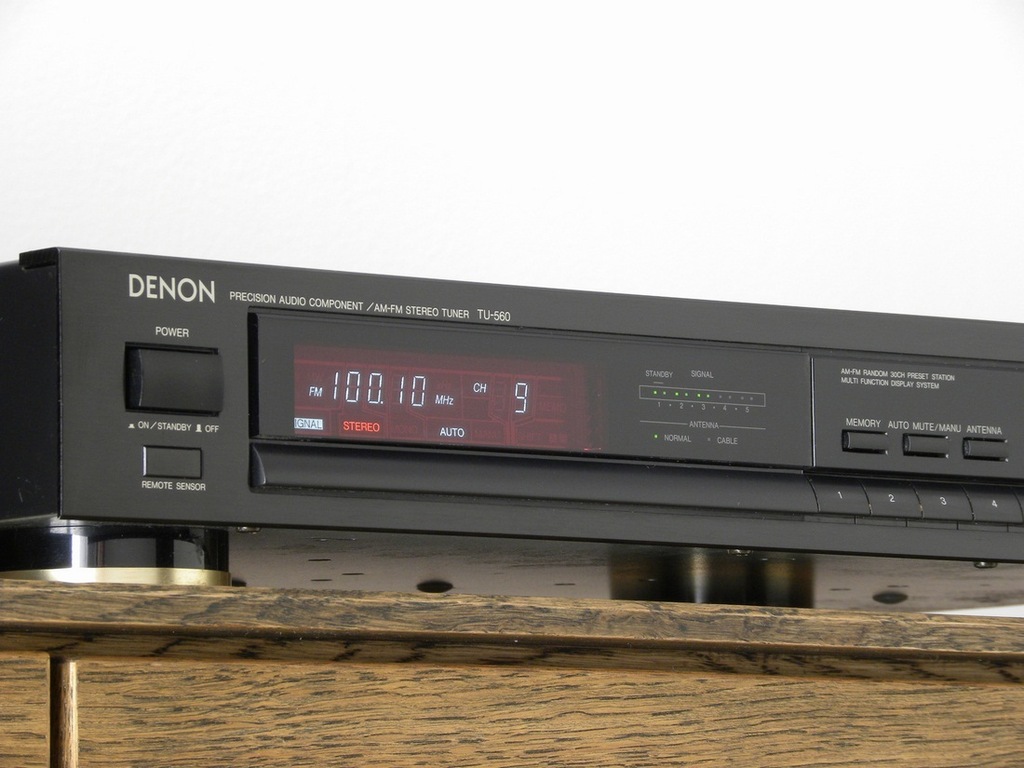 DENON PRECISION AUDIO COMPONENT / AM-FM STEREO TUNER TU-560
POWER
ON / STANDBY OFF
REMOTE SENSOR
FM 100.10 MHz CH 9
IGNAL STEREO AUTO
STANDBY SIGNAL
1 • 2 • 3 • 4 • 5
ANTENNA
NORMAL CABLE
AM-FM RANDOM 30CH PRESET STATION
MULTI FUNCTION DISPLAY SYSTEM
MEMORY AUTO MUTE/MANU ANTENNA
1 2 3 4